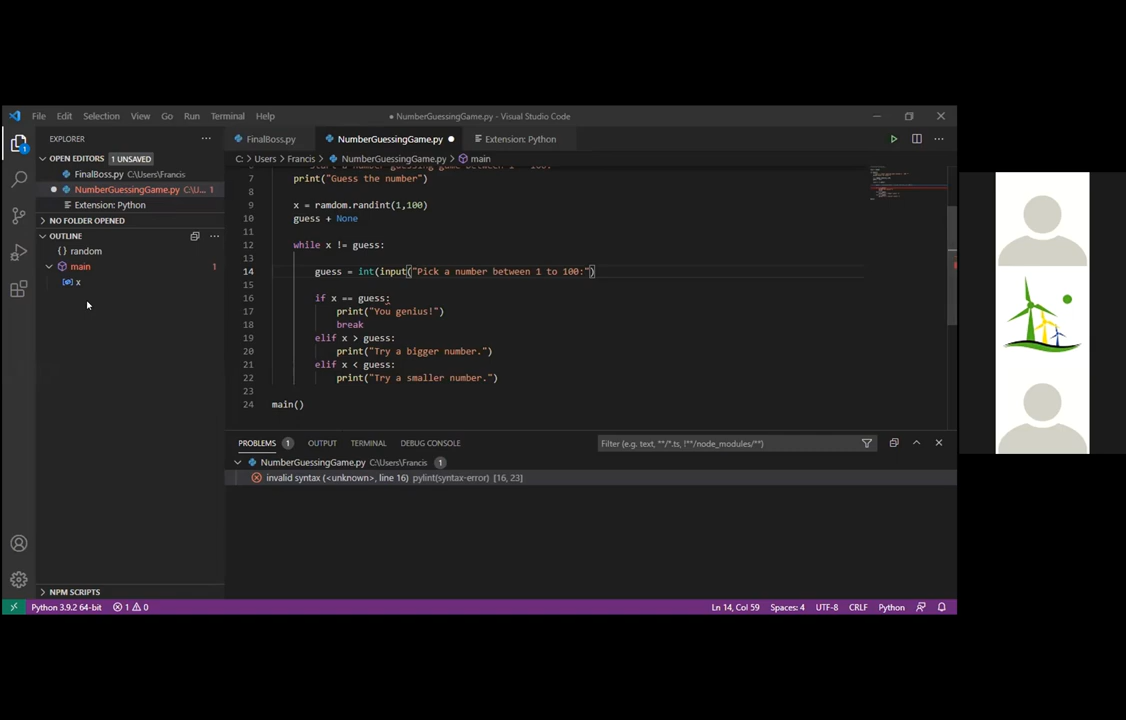 File Edit Selection View Go Run Terminal Help
● NumberGuessingGame.py - Visual Studio Code
EXPLORER
OPEN EDITORS 1 UNSAVED
FinalBoss.py C:\Users\Francis
NumberGuessingGame.py C:\U... 1
Extension: Python
NO FOLDER OPENED
OUTLINE
{} random
main 1
x
NPM SCRIPTS
FinalBoss.py NumberGuessingGame.py ● Extension: Python
C: > Users > Francis > NumberGuessingGame.py > main
7 print("Guess the number")
8
9 x = ramdom.randint(1,100)
10 guess + None
11
12 while x != guess:
13
14 guess = int(input("Pick a number between 1 to 100:")
15
16 if x == guess:
17 print("You genius!")
18 break
19 elif x > guess:
20 print("Try a bigger number.")
21 elif x < guess:
22 print("Try a smaller number.")
23
24 main()
PROBLEMS 1 OUTPUT TERMINAL DEBUG CONSOLE
Filter (e.g. text, **/*.ts, !**/node_modules/**)
NumberGuessingGame.py C:\Users\Francis 1
invalid syntax (<unknown>, line 16) pylint(syntax-error) [16, 23]
Python 3.9.2 64-bit 1 0
Ln 14, Col 59 Spaces: 4 UTF-8 CRLF Python